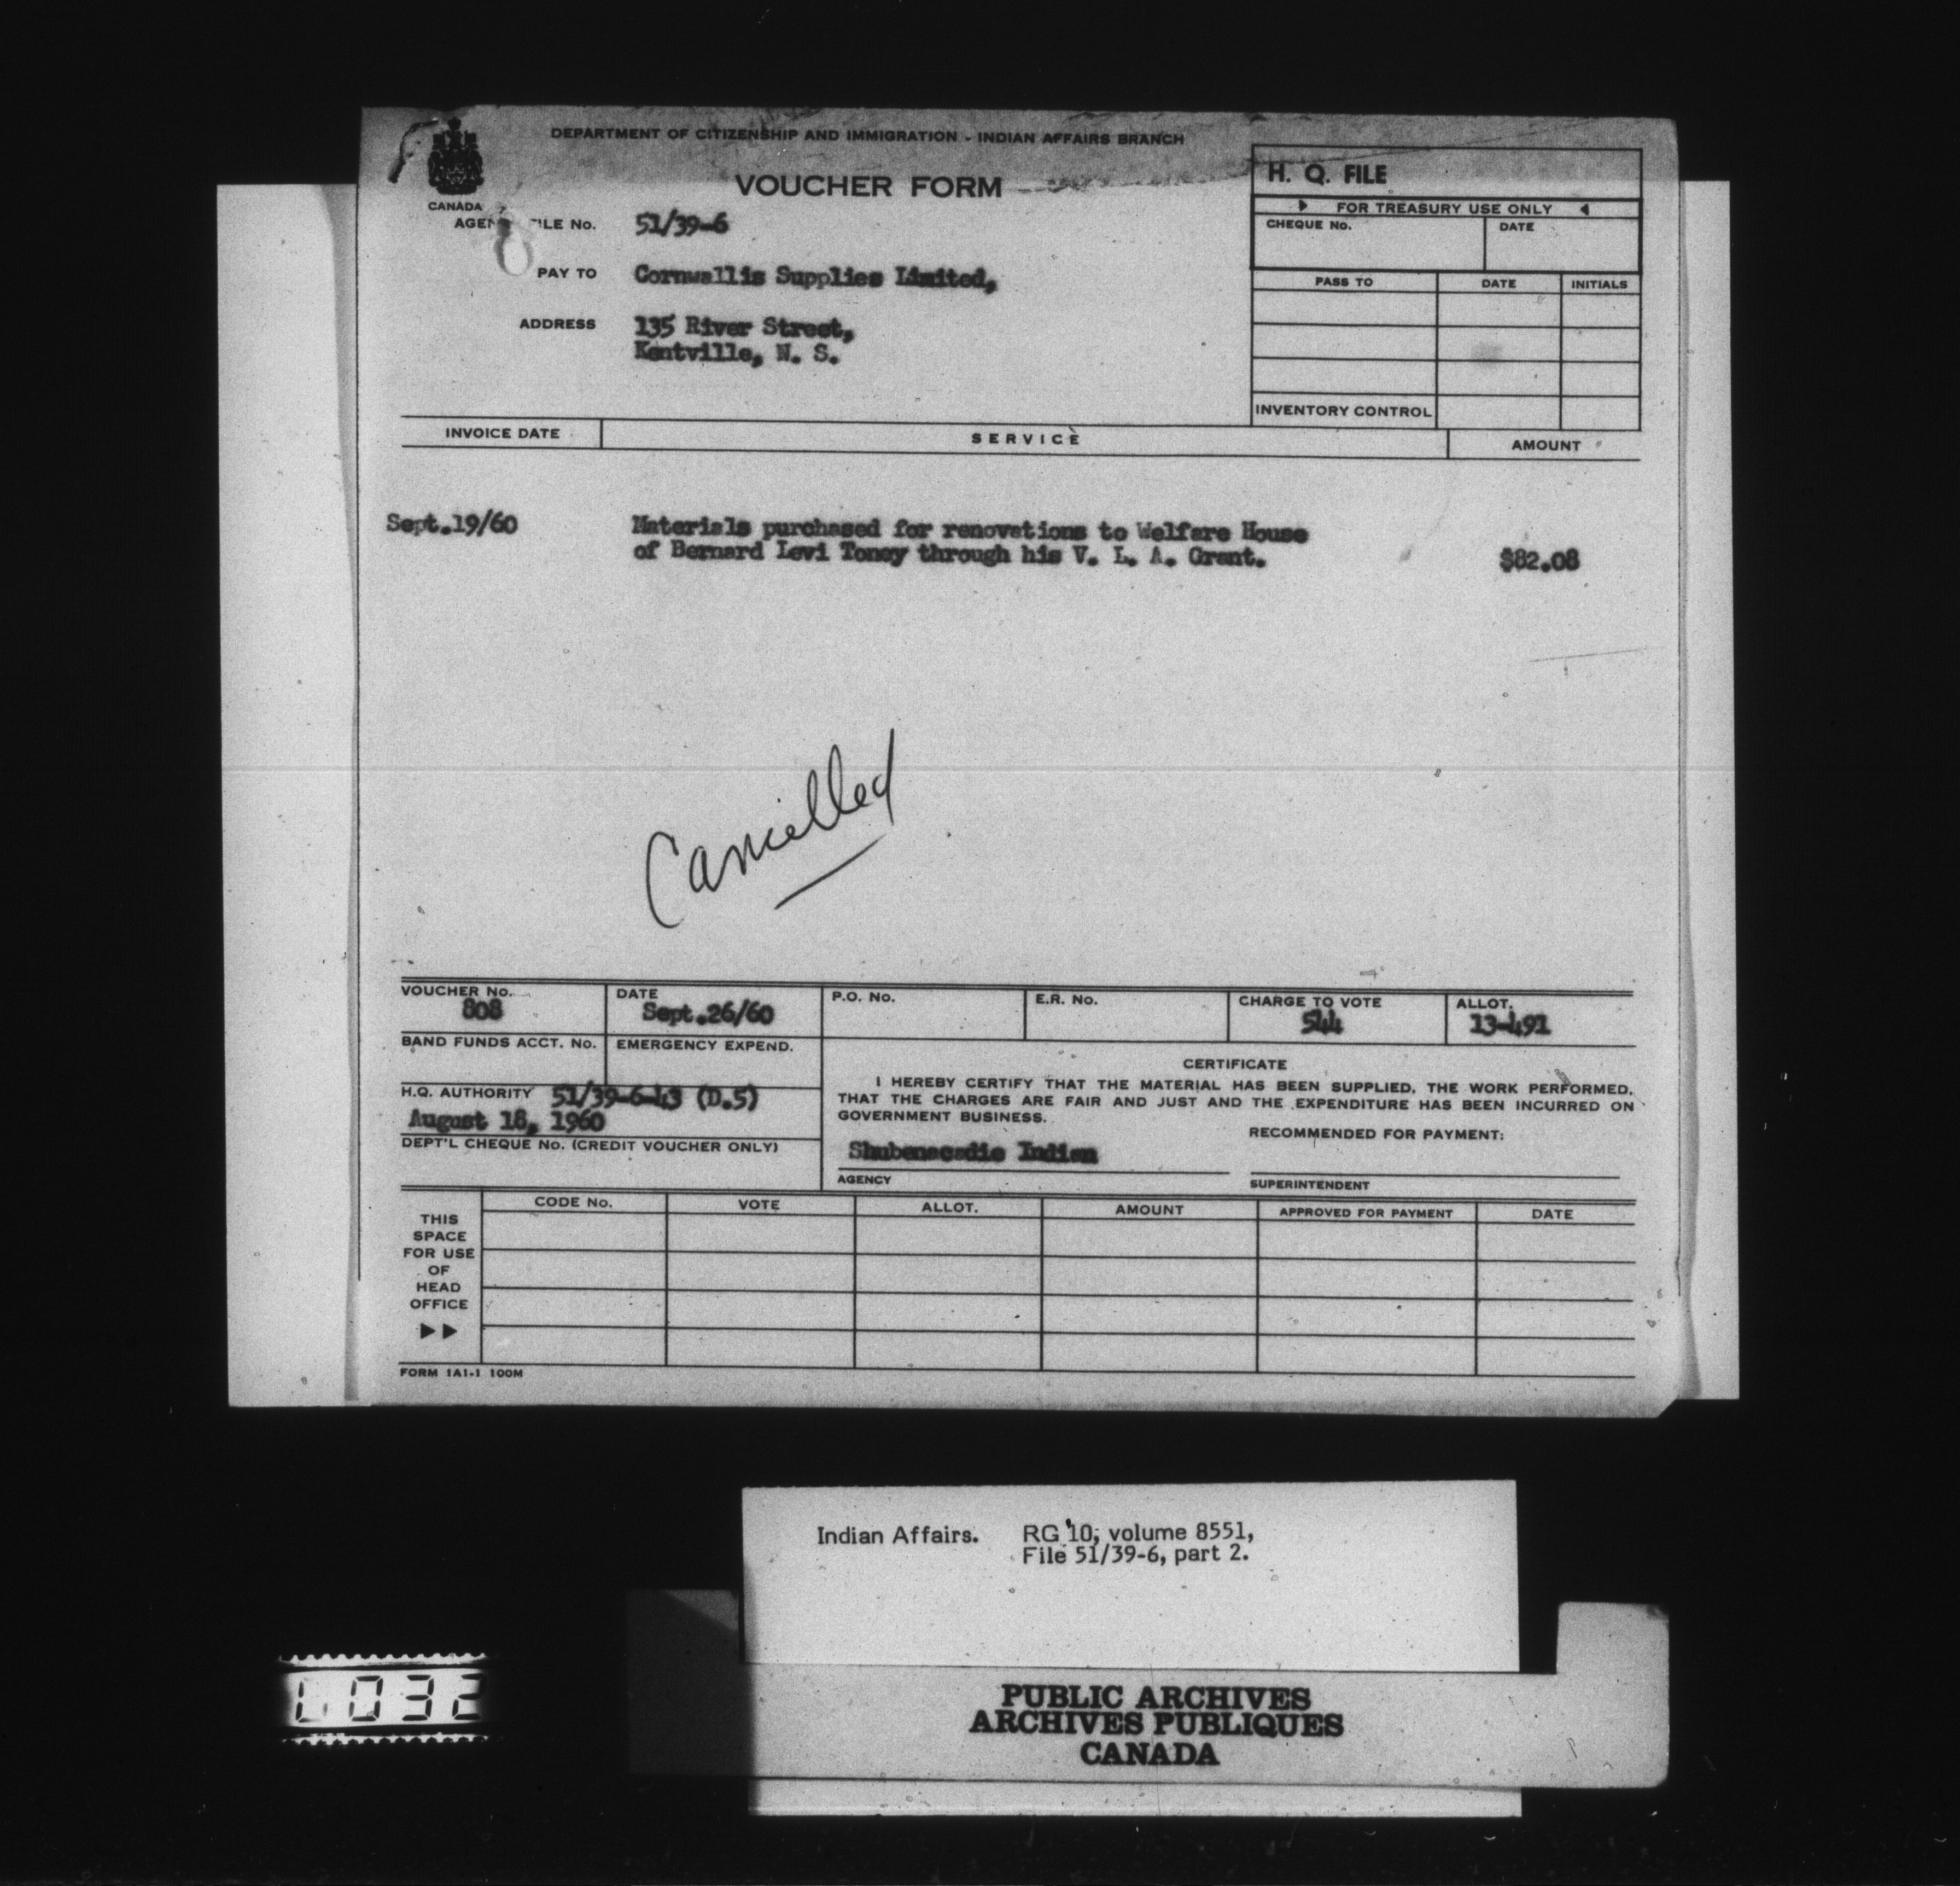 DEPARTMENT OF CITIZENSHIP AND IMMIGRATION - INDIAN AFFAIRS BRANCH
VOUCHER FORM
CANADA
H. Q. FILE
FOR TREASURY USE ONLY
CHEQUE No. DATE
PASS TO DATE INITIALS
INVENTORY CONTROL
FILE No. 51/39-6
PAY TO Cornwallis Supplies Limited,
ADDRESS 135 River Street,
Kentville, N. S.
INVOICE DATE SERVICE AMOUNT
Sept.19/60 Materials purchased for renovations to Welfare House
of Bernard Levi Toney through his V. L. A. Grant. $82.08
Cancelled
VOUCHER No. DATE P.O. No. E.R. No. CHARGE TO VOTE ALLOT.
808 Sept.26/60 544 13-491
BAND FUNDS ACCT. No. EMERGENCY EXPEND.
H.Q. AUTHORITY 51/39-6-43 (D.5)
August 18, 1960
DEPT'L CHEQUE No. (CREDIT VOUCHER ONLY)
CERTIFICATE
I HEREBY CERTIFY THAT THE MATERIAL HAS BEEN SUPPLIED, THE WORK PERFORMED,
THAT THE CHARGES ARE FAIR AND JUST AND THE EXPENDITURE HAS BEEN INCURRED ON
GOVERNMENT BUSINESS.
RECOMMENDED FOR PAYMENT:
Shubenacadie Indian
AGENCY SUPERINTENDENT
CODE No. VOTE ALLOT. AMOUNT APPROVED FOR PAYMENT DATE
THIS
SPACE
FOR USE
OF
HEAD
OFFICE
FORM 1A1-1 100M
Indian Affairs. RG 10, volume 8551,
File 51/39-6, part 2.
PUBLIC ARCHIVES
ARCHIVES PUBLIQUES
CANADA